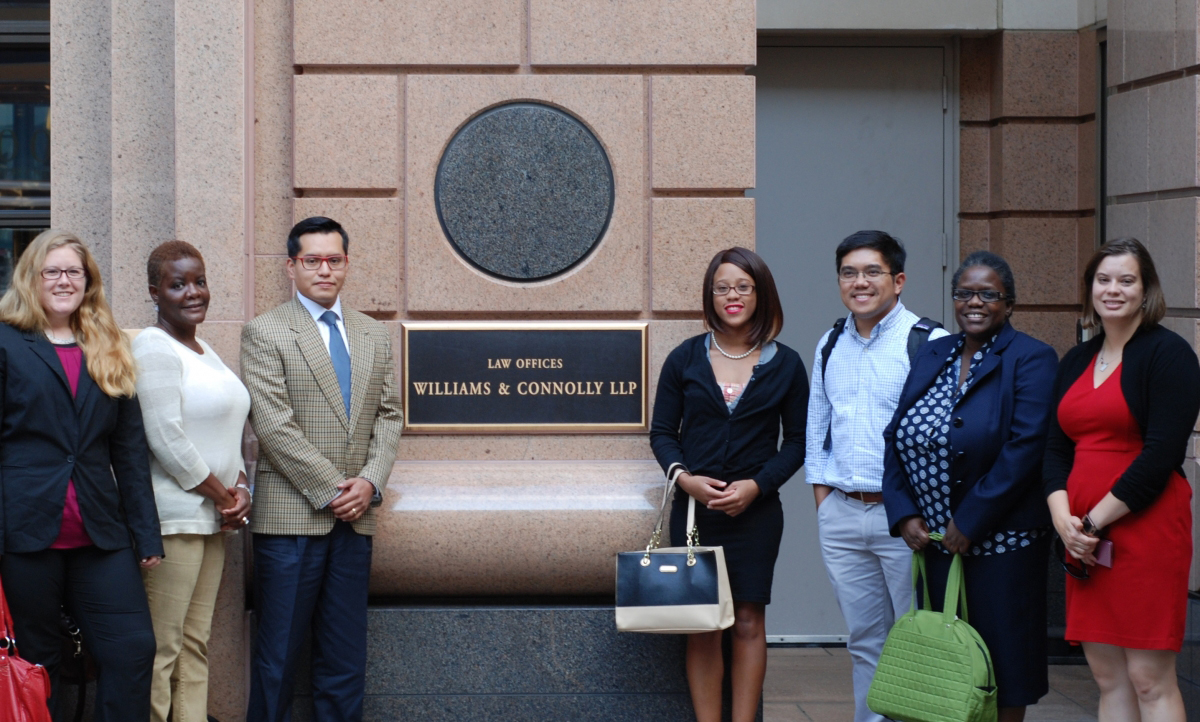 LAW OFFICES
WILLIAMS & CONNOLLY LLP